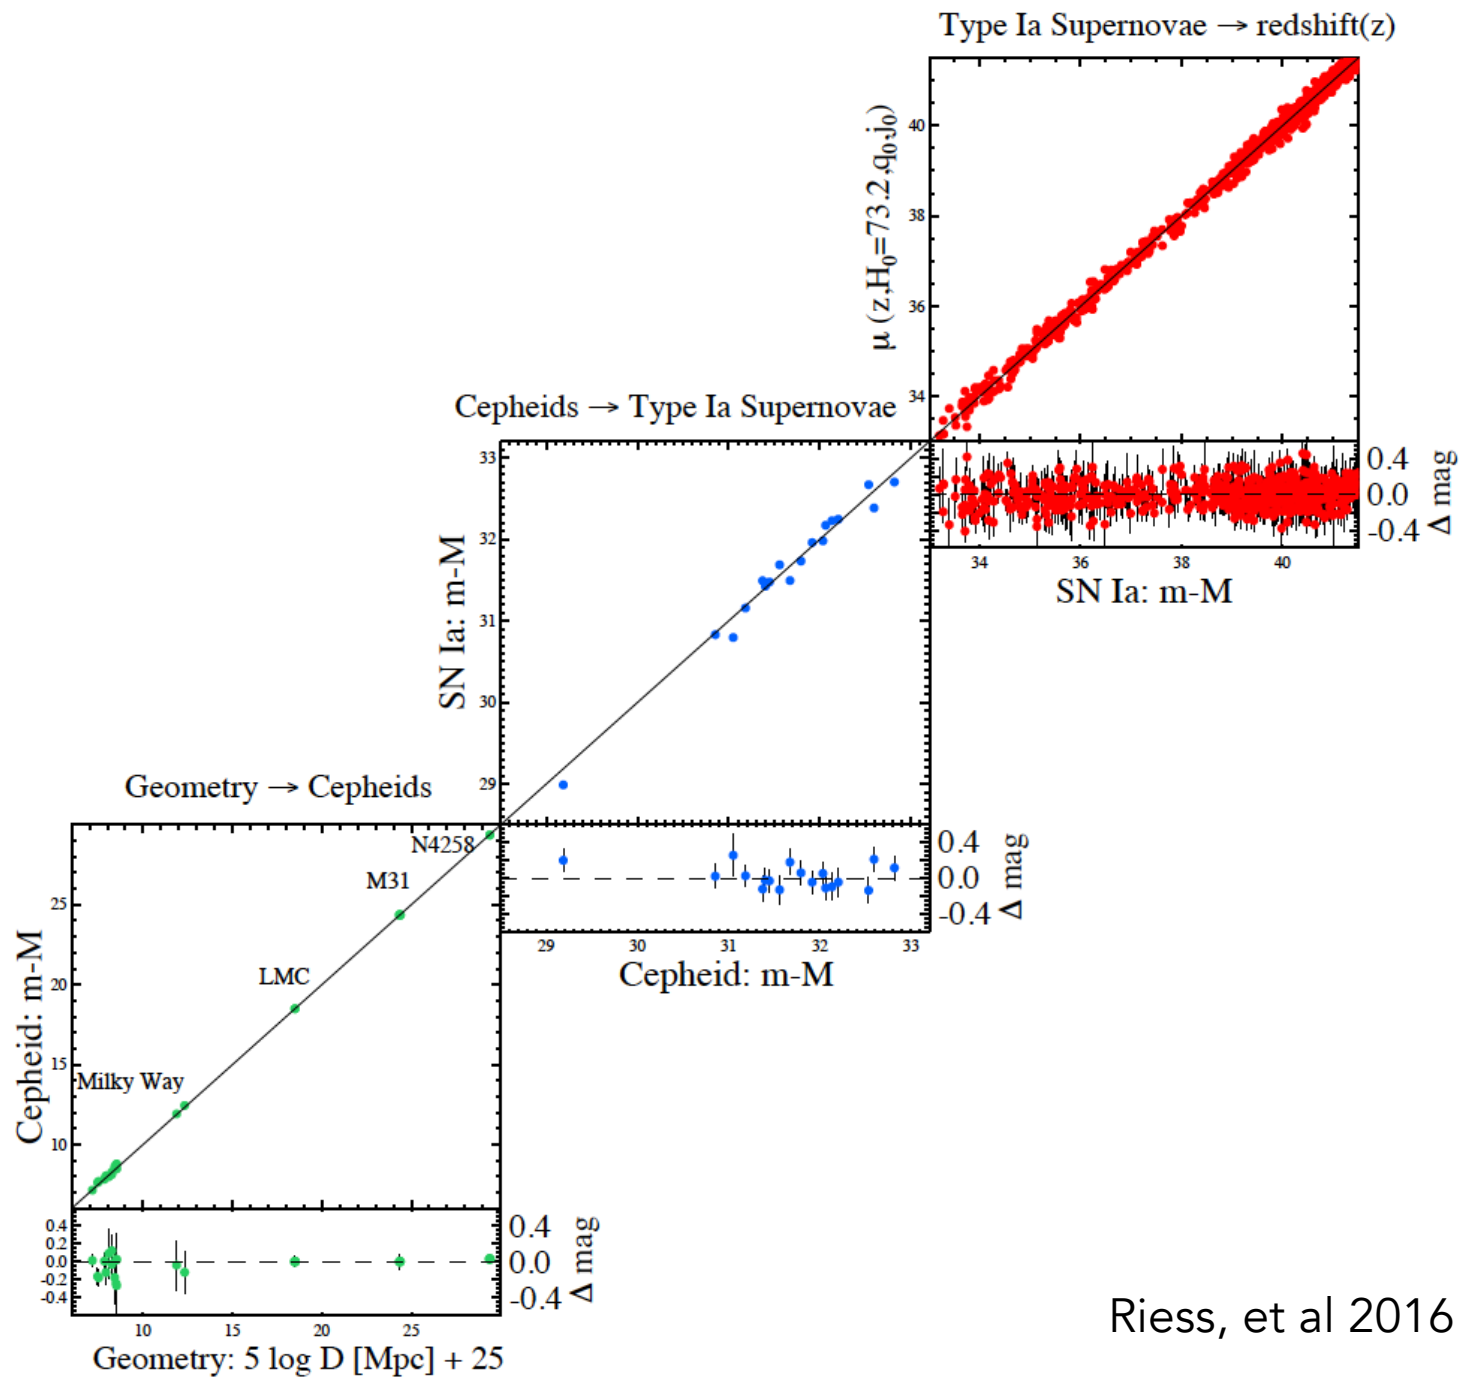 Type Ia Supernovae → redshift(z)
40
38
36
34
μ (z,H₀=73.2,q₀,j₀)
0.4
0.0
-0.4
Δ mag
34 36 38 40
SN Ia: m-M
Cepheids → Type Ia Supernovae
33
32
31
30
29
SN Ia: m-M
0.4
0.0
-0.4
Δ mag
29 30 31 32 33
Cepheid: m-M
Geometry → Cepheids
N4258
M31
LMC
Milky Way
25
20
15
10
Cepheid: m-M
0.4
0.2
0.0
-0.2
-0.4
0.4
0.0
-0.4
Δ mag
10 15 20 25
Geometry: 5 log D [Mpc] + 25
Riess, et al 2016